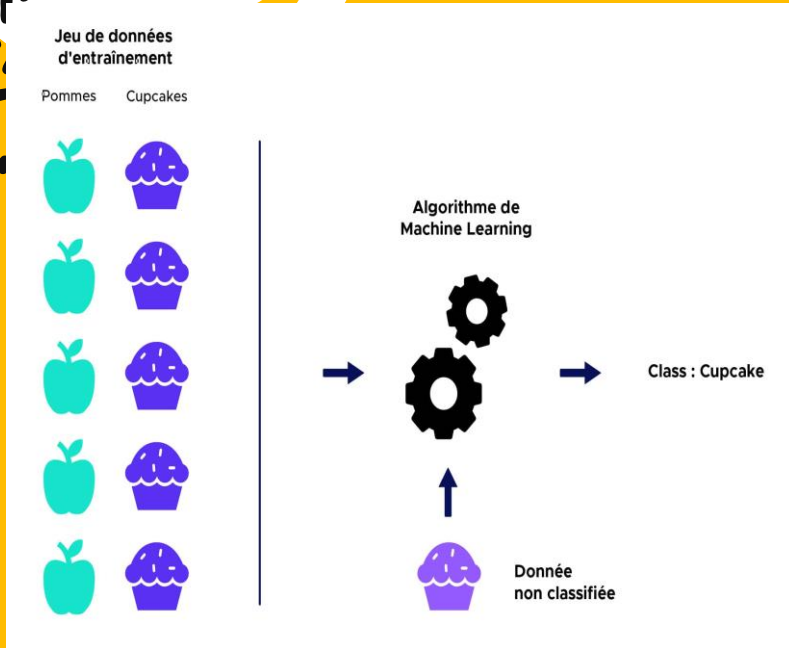 Jeu de données
d'entraînement
Pommes Cupcakes
Algorithme de
Machine Learning
Class : Cupcake
Donnée
non classifiée